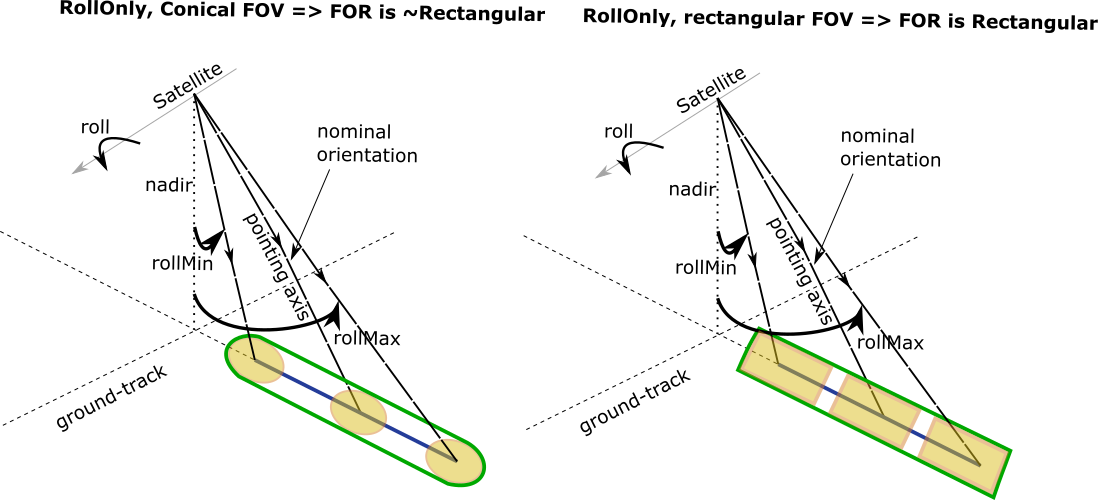 RollOnly, Conical FOV => FOR is ~Rectangular
Satellite
roll
nominal
orientation
nadir
pointing axis
rollMin
rollMax
ground-track
RollOnly, rectangular FOV => FOR is Rectangular
Satellite
roll
nominal
orientation
nadir
pointing axis
rollMin
rollMax
ground-track